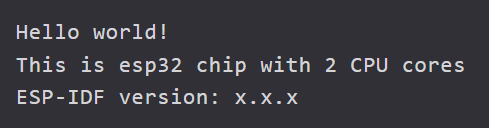 Hello world!
This is esp32 chip with 2 CPU cores
ESP-IDF version: x.x.x